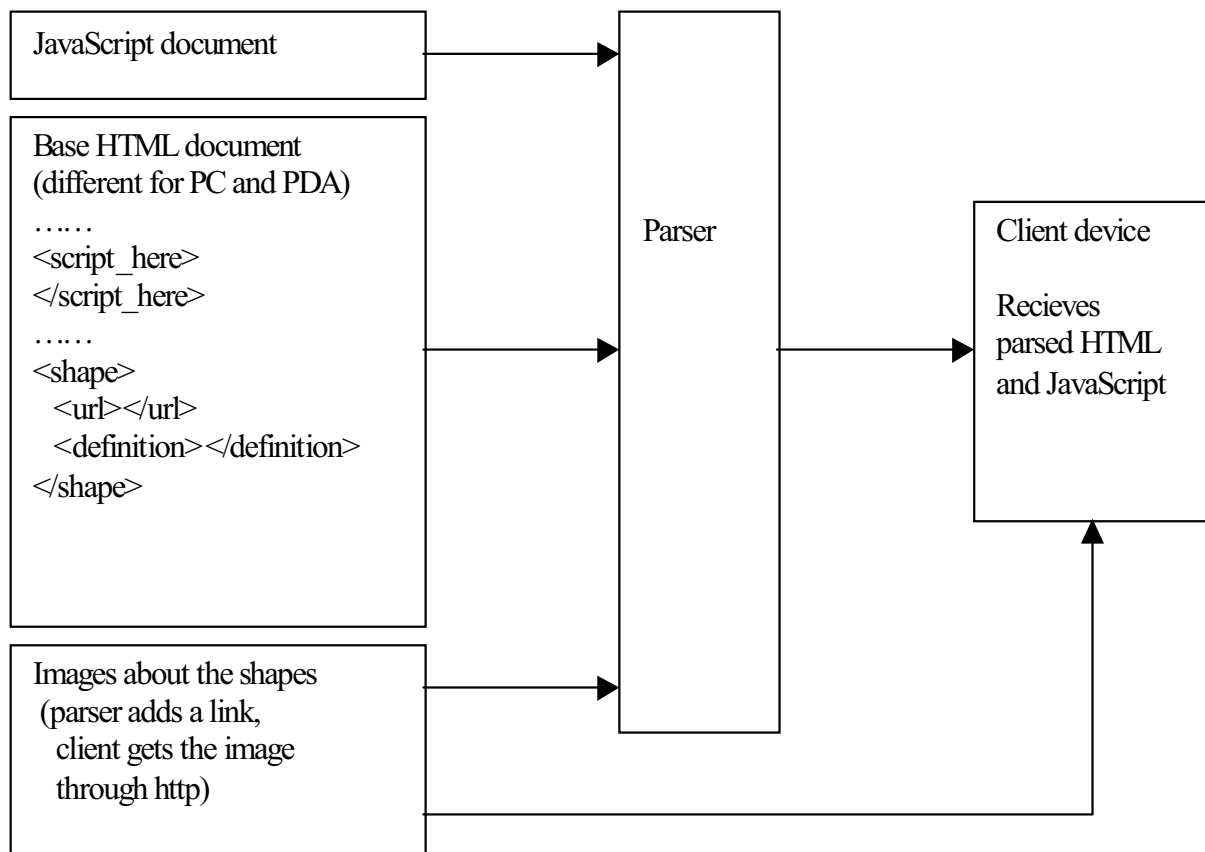 JavaScript document
Base HTML document
(different for PC and PDA)
……
<script_here>
</script_here>
……
<shape>
<url></url>
<definition></definition>
</shape>
Images about the shapes
(parser adds a link,
client gets the image
through http)
Parser
Client device
Recieves
parsed HTML
and JavaScript